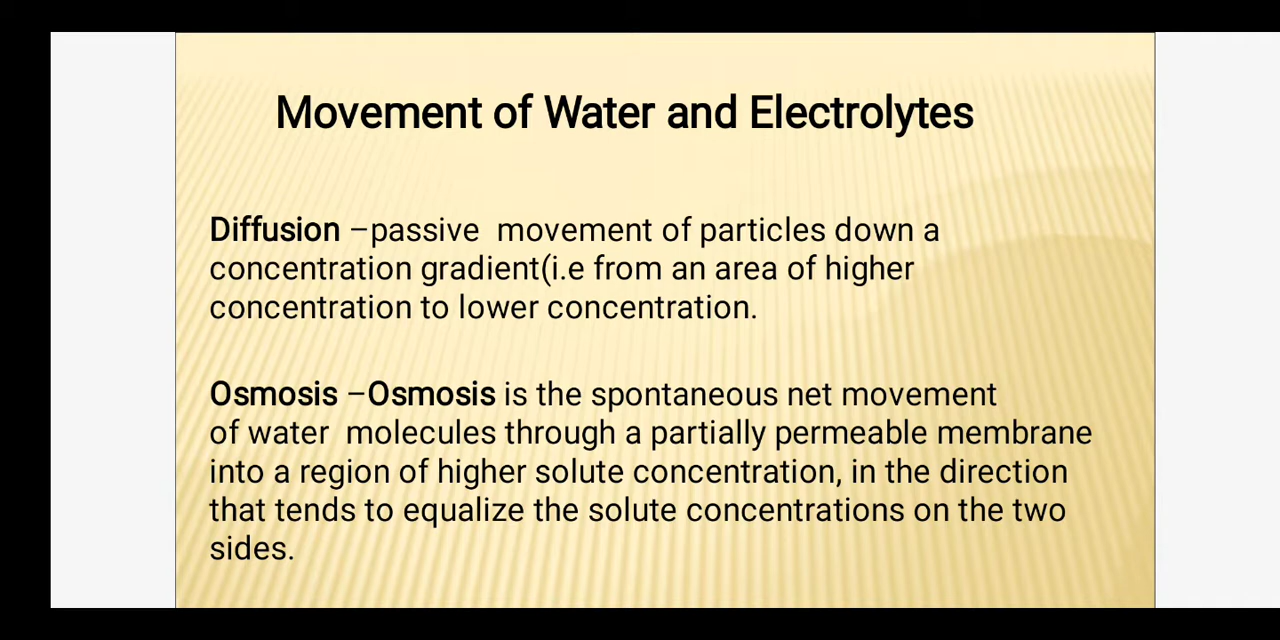 Movement of Water and Electrolytes
Diffusion –passive  movement of particles down a
concentration gradient(i.e from an area of higher
concentration to lower concentration.
Osmosis –Osmosis is the spontaneous net movement
of water  molecules through a partially permeable membrane
into a region of higher solute concentration, in the direction
that tends to equalize the solute concentrations on the two
sides.